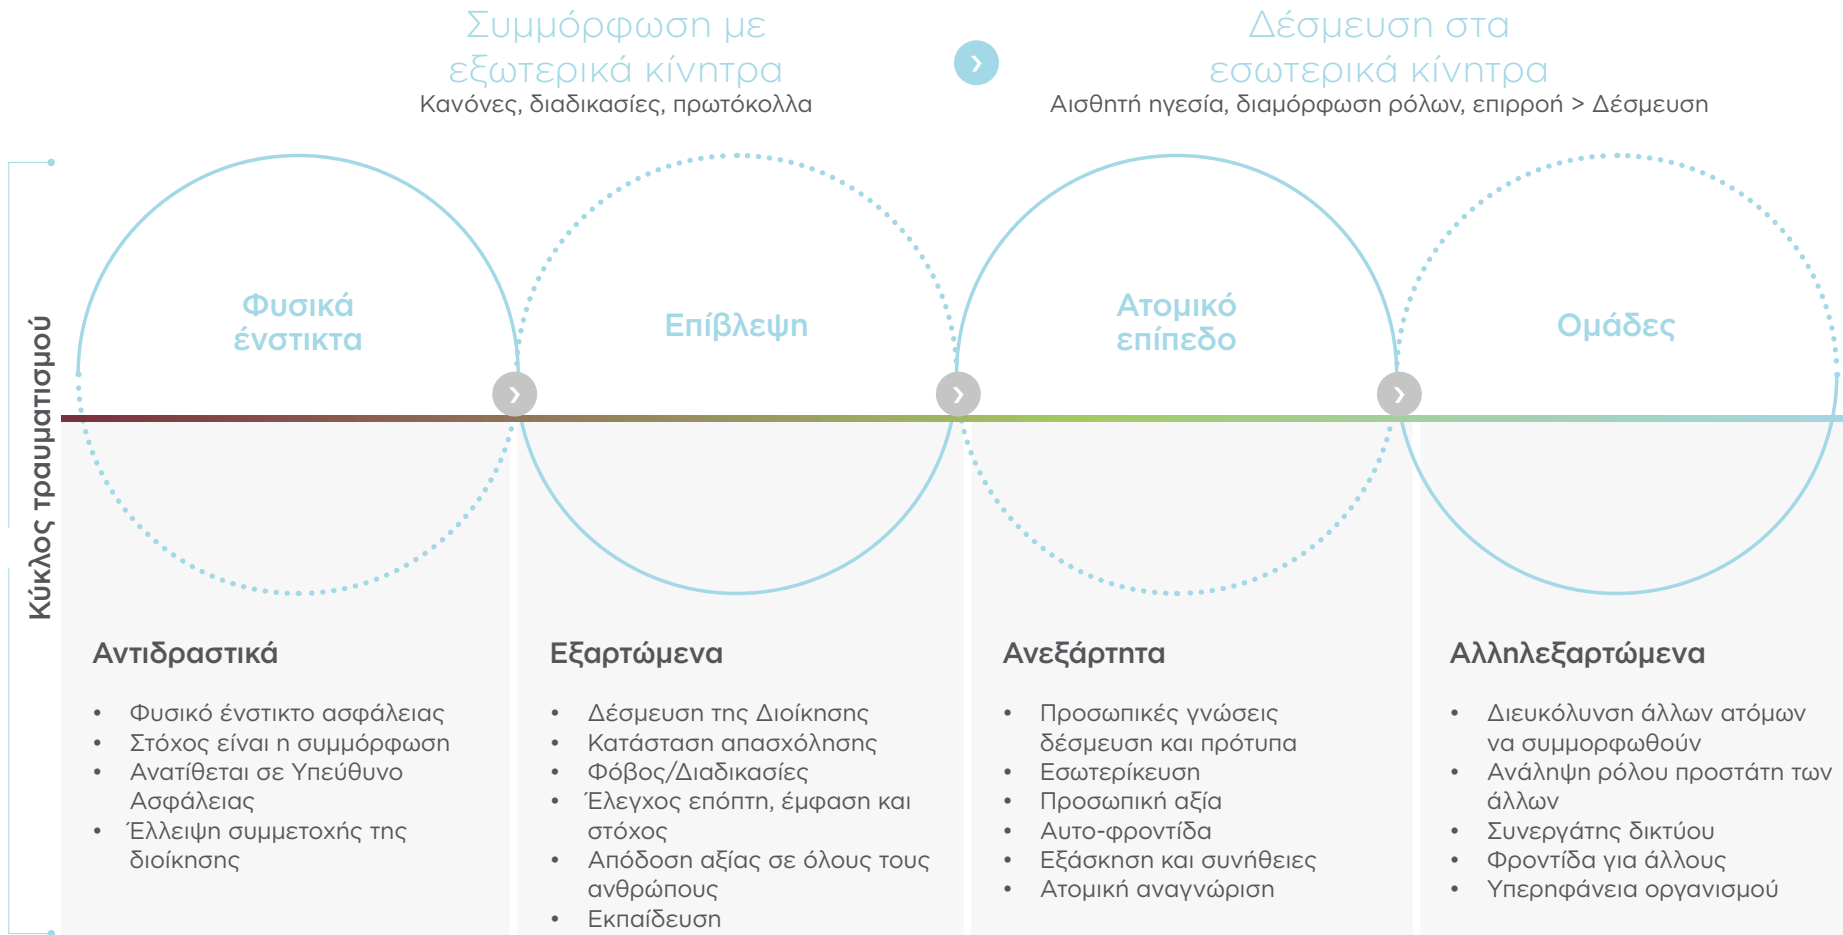 Συμμόρφωση με
εξωτερικά κίνητρα
Κανόνες, διαδικασίες, πρωτόκολλα
Δέσμευση στα
εσωτερικά κίνητρα
Αισθητή ηγεσία, διαμόρφωση ρόλων, επιρροή > Δέσμευση
Κύκλος τραυματισμού
Φυσικά
ένστικτα
Επίβλεψη
Ατομικό
επίπεδο
Ομάδες
Αντιδραστικά
• Φυσικό ένστικτο ασφάλειας
• Στόχος είναι η συμμόρφωση
• Ανατίθεται σε Υπεύθυνο
Ασφάλειας
• Έλλειψη συμμετοχής της
διοίκησης
Εξαρτώμενα
• Δέσμευση της Διοίκησης
• Κατάσταση απασχόλησης
• Φόβος/Διαδικασίες
• Έλεγχος επόπτη, έμφαση και
στόχος
• Απόδοση αξίας σε όλους τους
ανθρώπους
• Εκπαίδευση
Ανεξάρτητα
• Προσωπικές γνώσεις
δέσμευση και πρότυπα
• Εσωτερίκευση
• Προσωπική αξία
• Αυτο-φροντίδα
• Εξάσκηση και συνήθειες
• Ατομική αναγνώριση
Αλληλεξαρτώμενα
• Διευκόλυνση άλλων ατόμων
να συμμορφωθούν
• Ανάληψη ρόλου προστάτη των
άλλων
• Συνεργάτης δικτύου
• Φροντίδα για άλλους
• Υπερηφάνεια οργανισμού